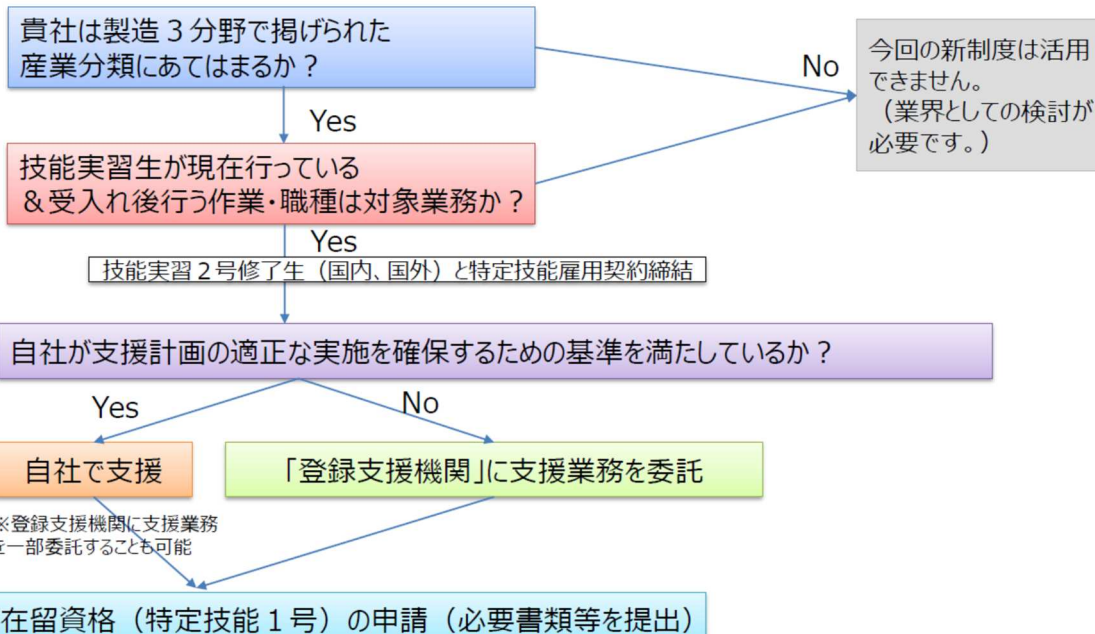 貴社は製造３分野で掲げられた
産業分類にあてはまるか？
No
今回の新制度は活用
できません。
（業界としての検討が
必要です。）
Yes
技能実習生が現在行っている
＆受入れ後行う作業・職種は対象業務か？
Yes
技能実習２号修了生（国内、国外）と特定技能雇用契約締結
自社が支援計画の適正な実施を確保するための基準を満たしているか？
Yes
No
自社で支援
「登録支援機関」に支援業務を委託
※登録支援機関に支援業務
を一部委託することも可能
在留資格（特定技能１号）の申請（必要書類等を提出）